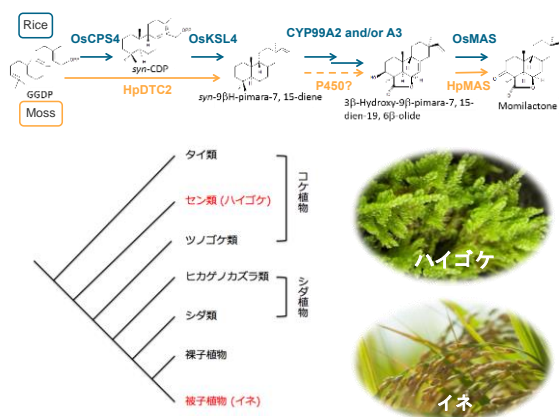 Rice
OsCPS4
OsKSL4
CYP99A2 and/or A3
OsMAS
GGDP
syn-CDP
syn-9βH-pimara-7, 15-diene
3β-Hydroxy-9β-pimara-7, 15-
dien-19, 6β-olide
Momilactone
Moss
HpDTC2
P450?
HpMAS
タイ類
セン類 (ハイゴケ)
ツノゴケ類
コケ植物
ヒカゲノカズラ類
シダ類
シダ植物
裸子植物
被子植物 (イネ)
ハイゴケ
イネ